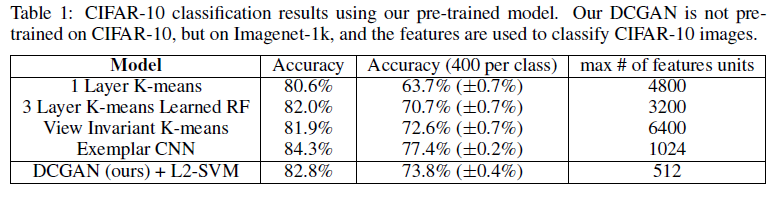 Table 1: CIFAR-10 classification results using our pre-trained model. Our DCGAN is not pre-
trained on CIFAR-10, but on Imagenet-1k, and the features are used to classify CIFAR-10 images.
Model Accuracy Accuracy (400 per class) max # of features units
1 Layer K-means 80.6% 63.7% (±0.7%) 4800
3 Layer K-means Learned RF 82.0% 70.7% (±0.7%) 3200
View Invariant K-means 81.9% 72.6% (±0.7%) 6400
Exemplar CNN 84.3% 77.4% (±0.2%) 1024
DCGAN (ours) + L2-SVM 82.8% 73.8% (±0.4%) 512